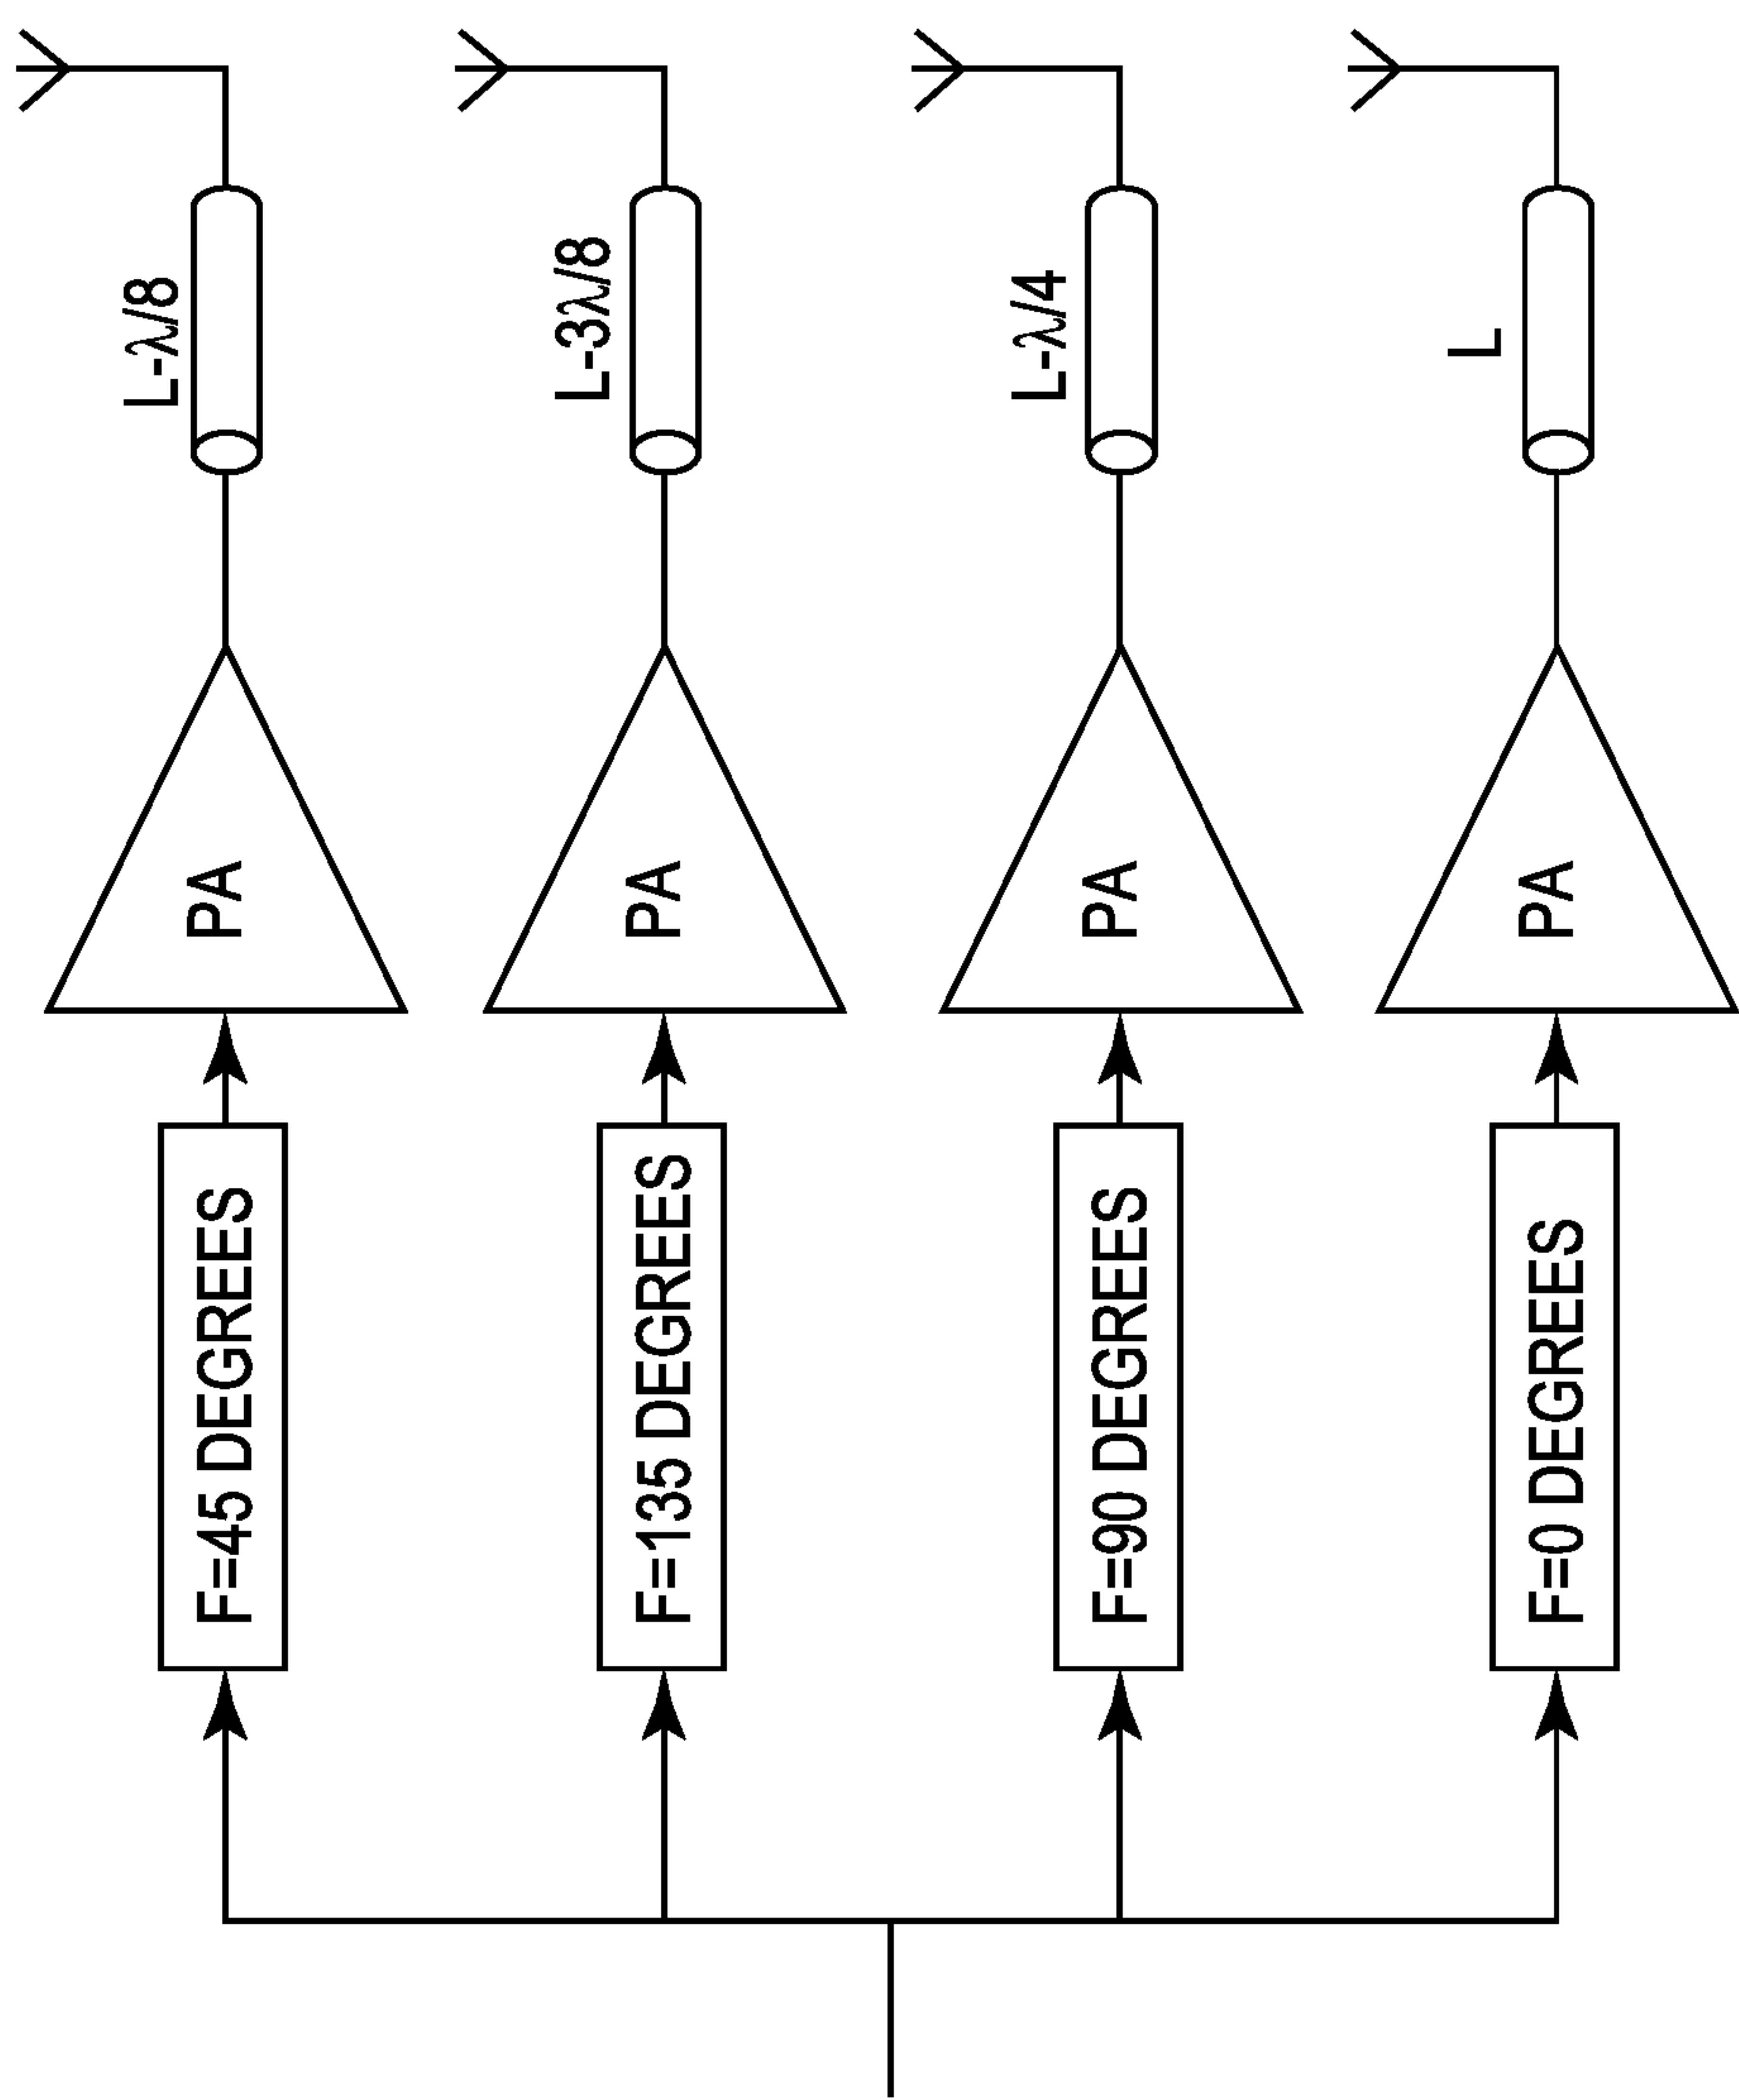 L-λ/8
L-3λ/8
L-λ/4
L
PA
PA
PA
PA
F=45 DEGREES
F=135 DEGREES
F=90 DEGREES
F=0 DEGREES